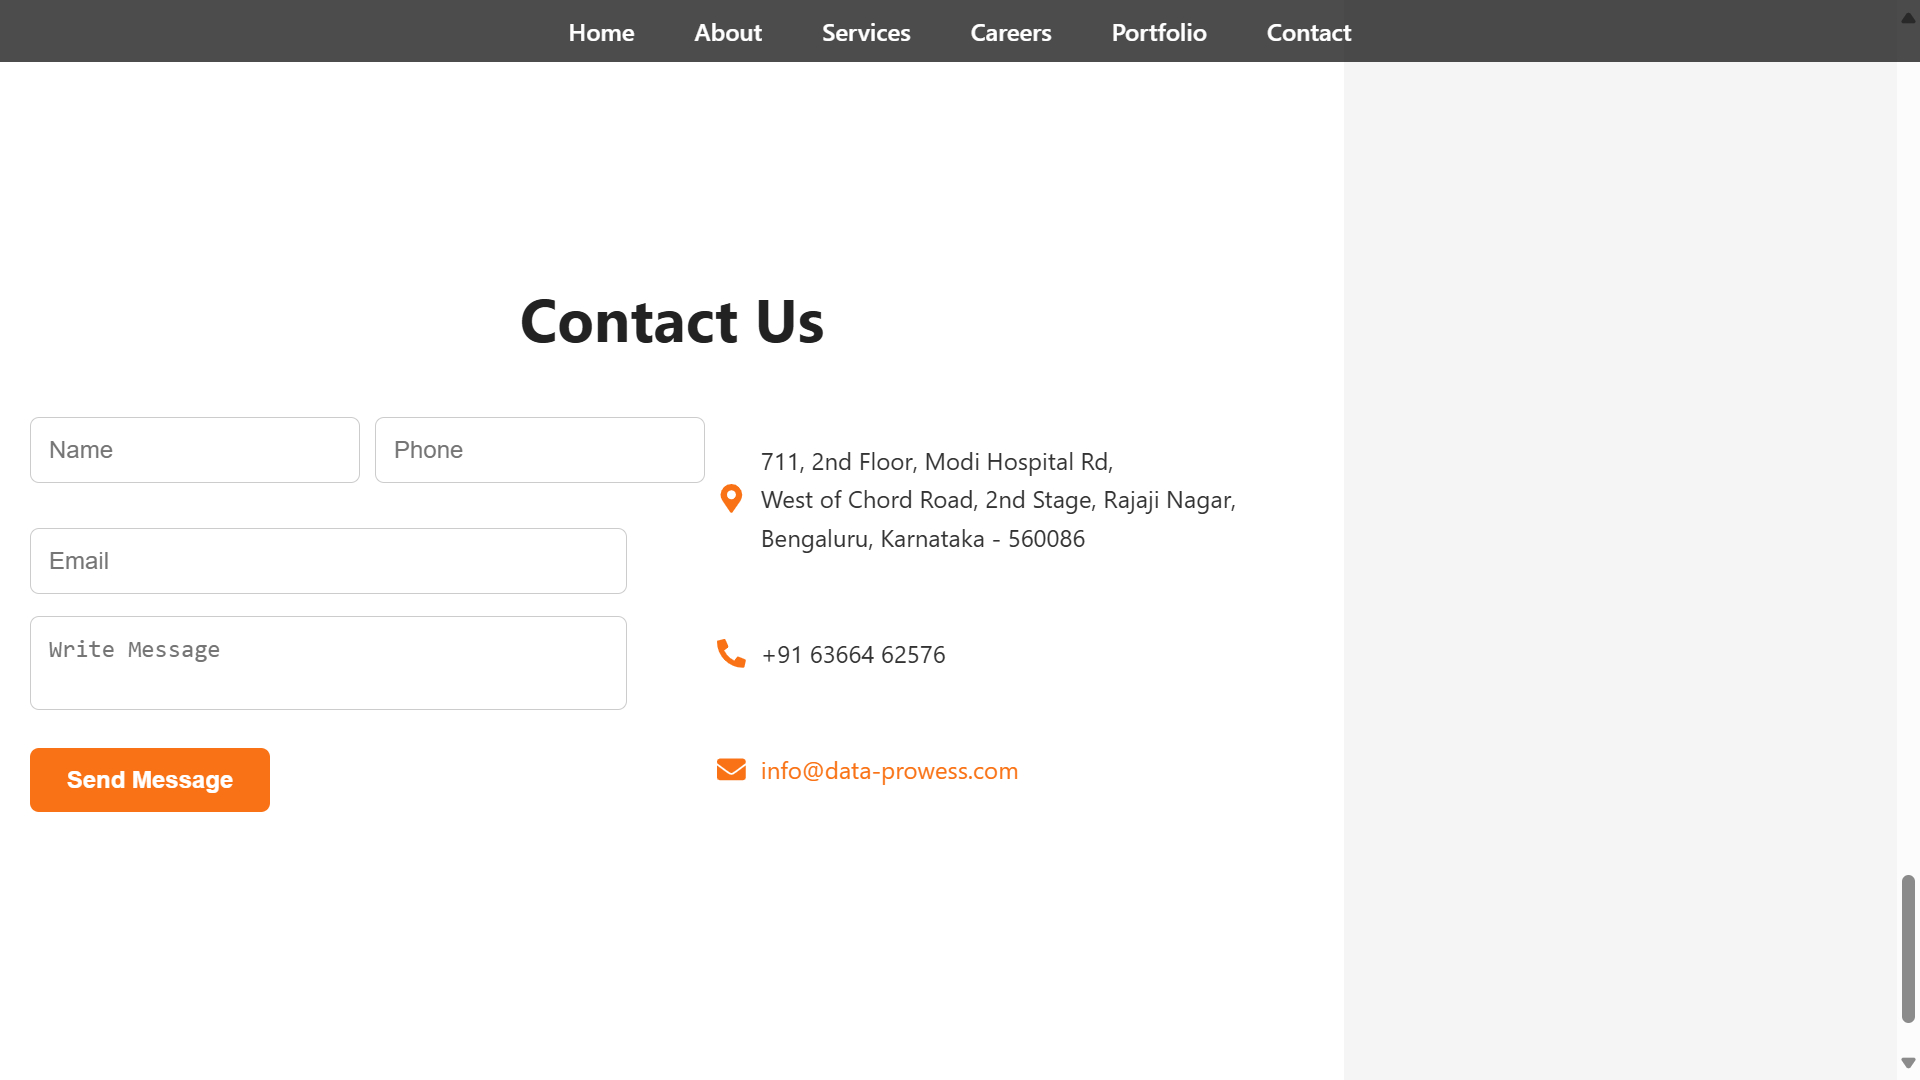 Home About Services Careers Portfolio Contact
Contact Us
Name
Phone
Email
Write Message
Send Message
711, 2nd Floor, Modi Hospital Rd,
West of Chord Road, 2nd Stage, Rajaji Nagar,
Bengaluru, Karnataka - 560086
+91 63664 62576
info@data-prowess.com